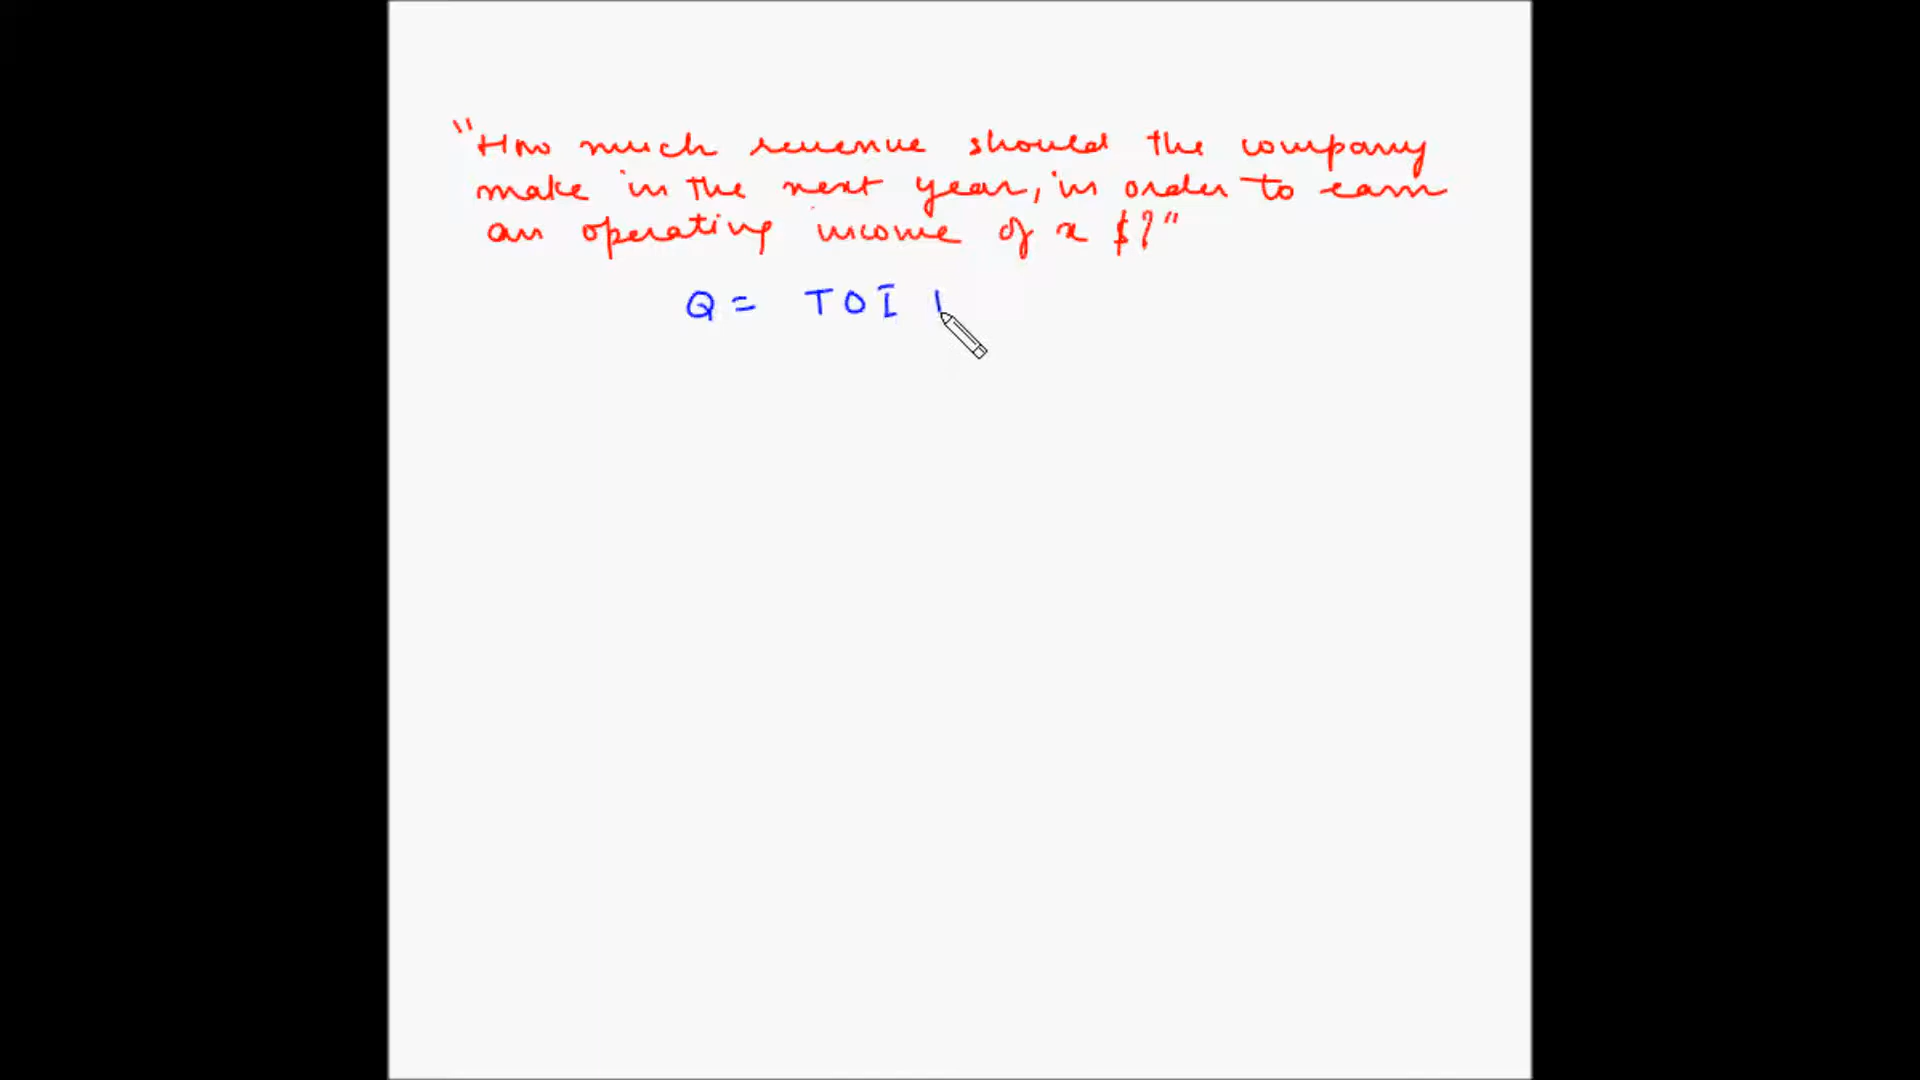 "How much revenue should the company
make in the next year, in order to earn
an operating income of x $?"
Q = TOI